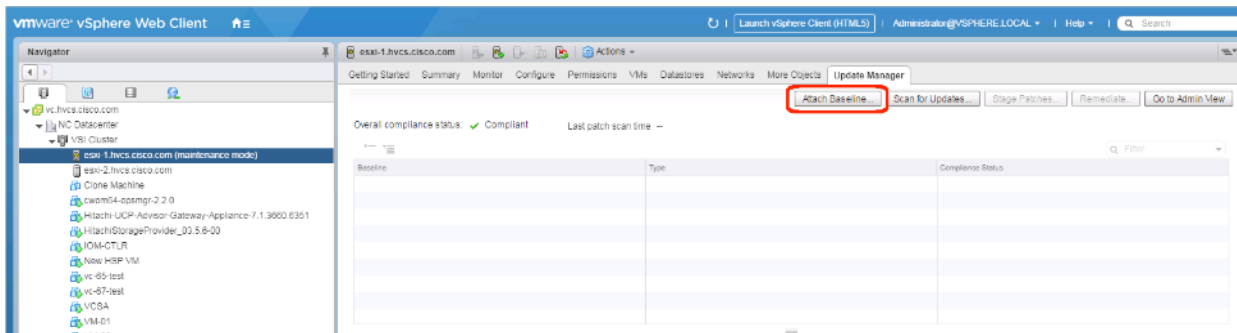 vmware® vSphere Web Client
Launch vSphere Client (HTML5) | Administrator@VSPHERE.LOCAL | Help | Search
Navigator
vc.hvcs.cisco.com
NC Datacenter
VSI Cluster
esxi-1.hvcs.cisco.com (maintenance mode)
esxi-2.hvcs.cisco.com
Clone Machine
cwom64-opsmgr-2.2.0
Hitachi-UCP-Advisor-Gateway-Appliance-7.1.3660.6351
HitachiStorageProvider_03.5.6-00
IOM-CTLR
New HSP VM
vc-65-test
vc-67-test
VCSA
VM-01
esxi-1.hvcs.cisco.com Actions
Getting Started Summary Monitor Configure Permissions VMs Datastores Networks More Objects Update Manager
Attach Baseline... Scan for Updates... Stage Patches... Remediate... Go to Admin View
Overall compliance status: Compliant Last patch scan time --
Filter
Baseline Type Compliance Status